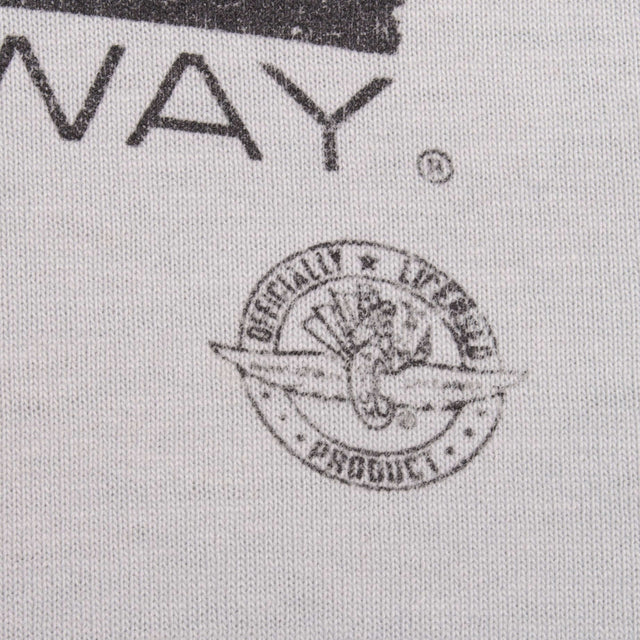 WAY®
OFFICIALLY ★ LICENSED
PRODUCT
®